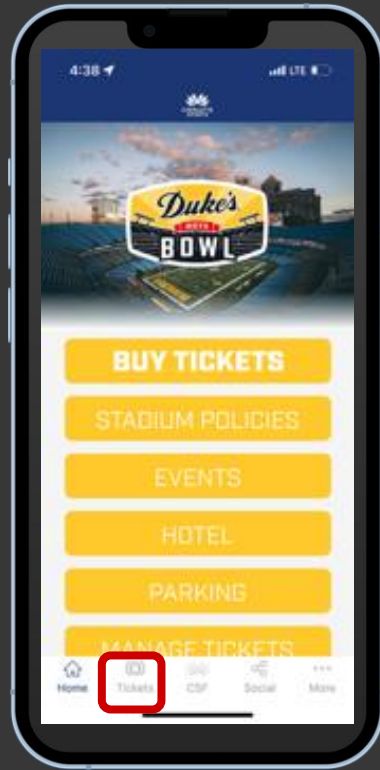 4:38
LTE
Duke's
MAYO
BOWL
BUY TICKETS
STADIUM POLICIES
EVENTS
HOTEL
PARKING
MANAGE TICKETS
Home Tickets CSF Social More